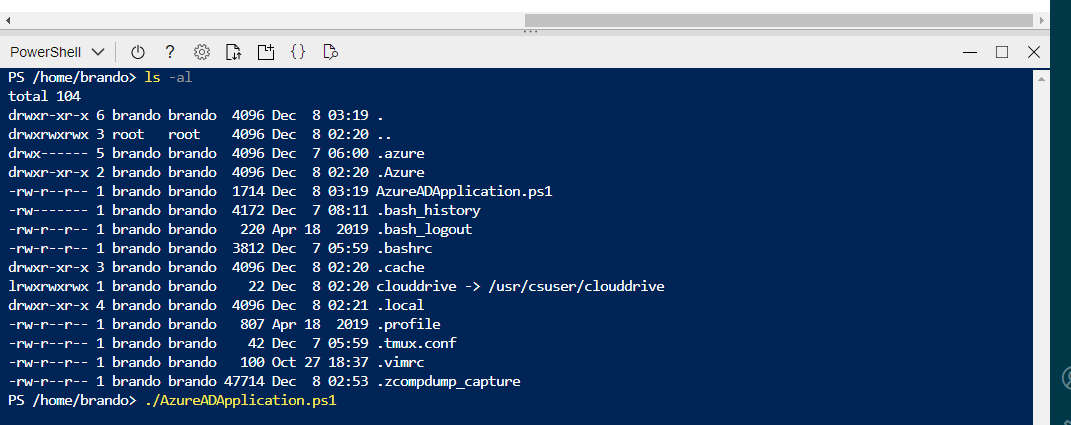 PowerShell
PS /home/brando> ls -al
total 104
drwxr-xr-x 6 brando brando  4096 Dec  8 03:19 .
drwxrwxrwx 3 root   root    4096 Dec  8 02:20 ..
drwx------ 5 brando brando  4096 Dec  7 06:00 .azure
drwxr-xr-x 2 brando brando  4096 Dec  8 02:20 .Azure
-rw-r--r-- 1 brando brando  1714 Dec  8 03:19 AzureADApplication.ps1
-rw------- 1 brando brando  4172 Dec  7 08:11 .bash_history
-rw-r--r-- 1 brando brando   220 Apr 18  2019 .bash_logout
-rw-r--r-- 1 brando brando  3812 Dec  7 05:59 .bashrc
drwxr-xr-x 3 brando brando  4096 Dec  8 02:20 .cache
lrwxrwxrwx 1 brando brando    22 Dec  8 02:20 clouddrive -> /usr/csuser/clouddrive
drwxr-xr-x 4 brando brando  4096 Dec  8 02:21 .local
-rw-r--r-- 1 brando brando   807 Apr 18  2019 .profile
-rw-r--r-- 1 brando brando    42 Dec  7 05:59 .tmux.conf
-rw-r--r-- 1 brando brando   100 Oct 27 18:37 .vimrc
-rw-r--r-- 1 brando brando 47714 Dec  8 02:53 .zcompdump_capture
PS /home/brando> ./AzureADApplication.ps1